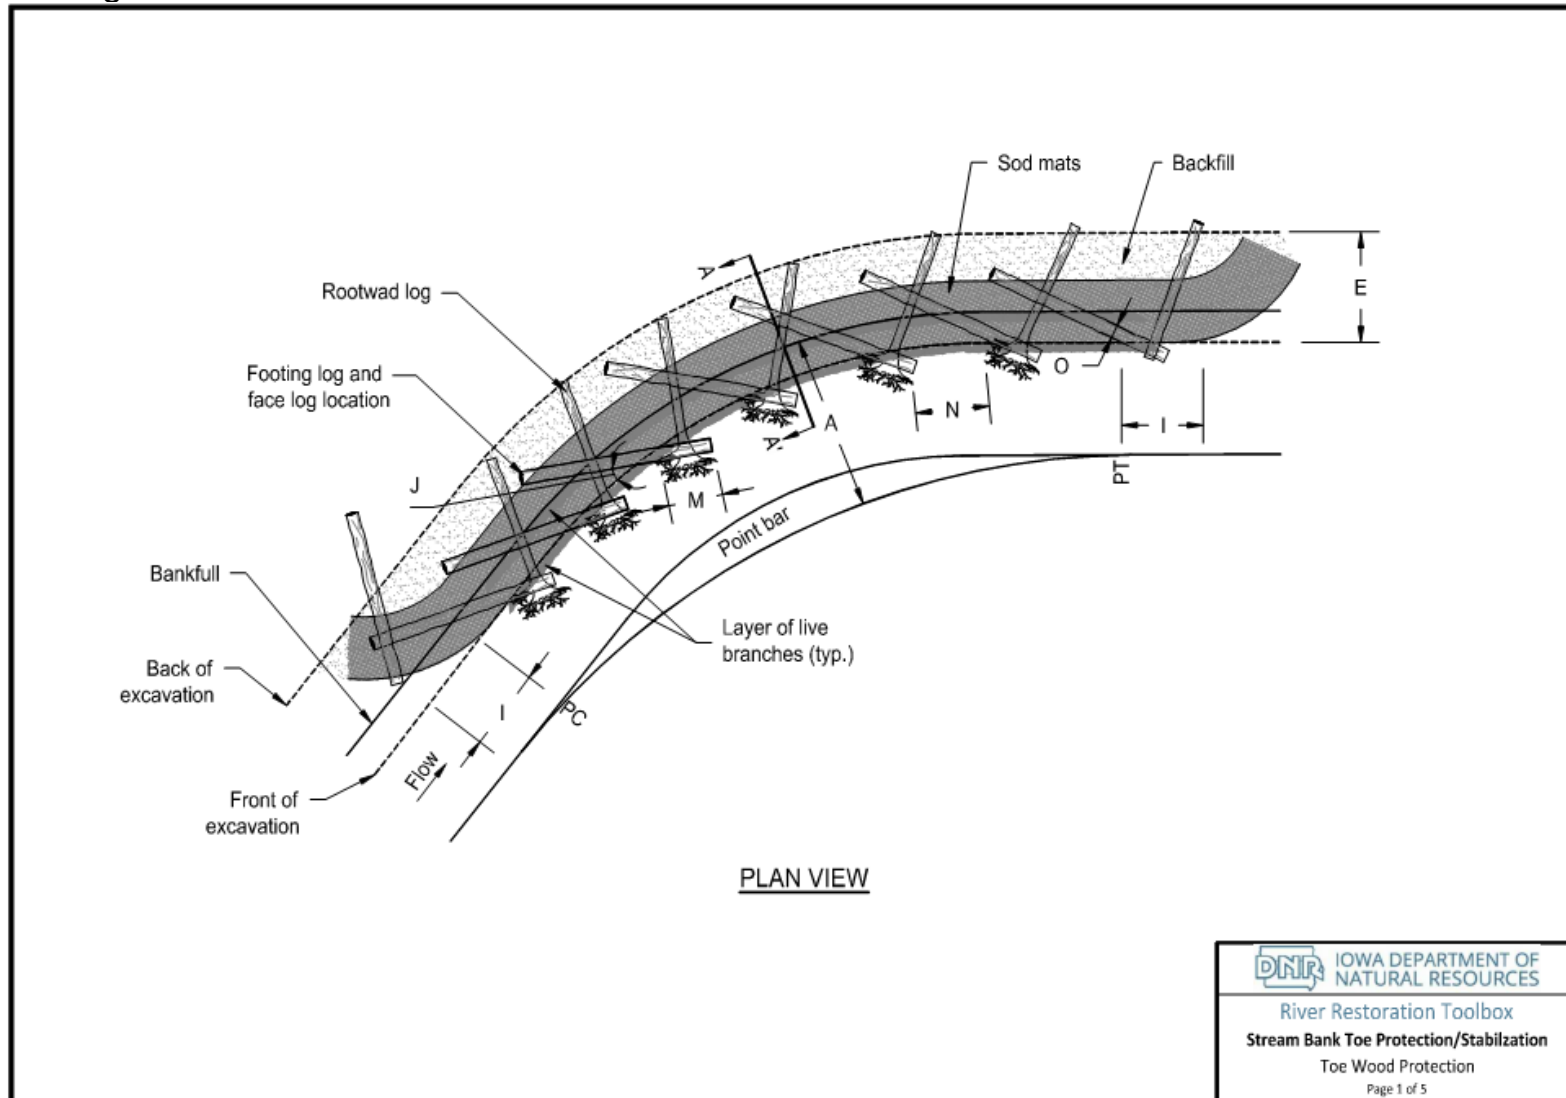 Sod mats
Backfill
Rootwad log
A
E
Footing log and
face log location
O
A
N
I
A'
J
M
PT
Point bar
Bankfull
Layer of live
branches (typ.)
Back of
excavation
I
PC
Flow
Front of
excavation
PLAN VIEW
DNR
IOWA DEPARTMENT OF
NATURAL RESOURCES
River Restoration Toolbox
Stream Bank Toe Protection/Stabilzation
Toe Wood Protection
Page 1 of 5